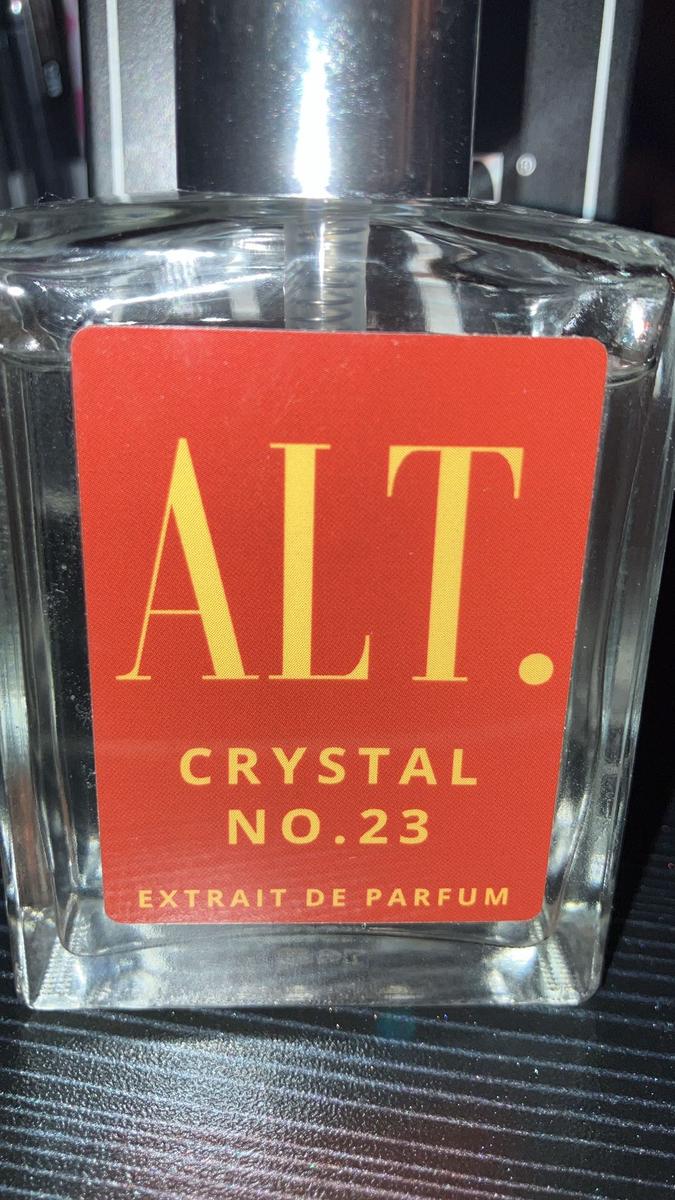 ALT.
CRYSTAL
NO.23
EXTRAIT DE PARFUM
®